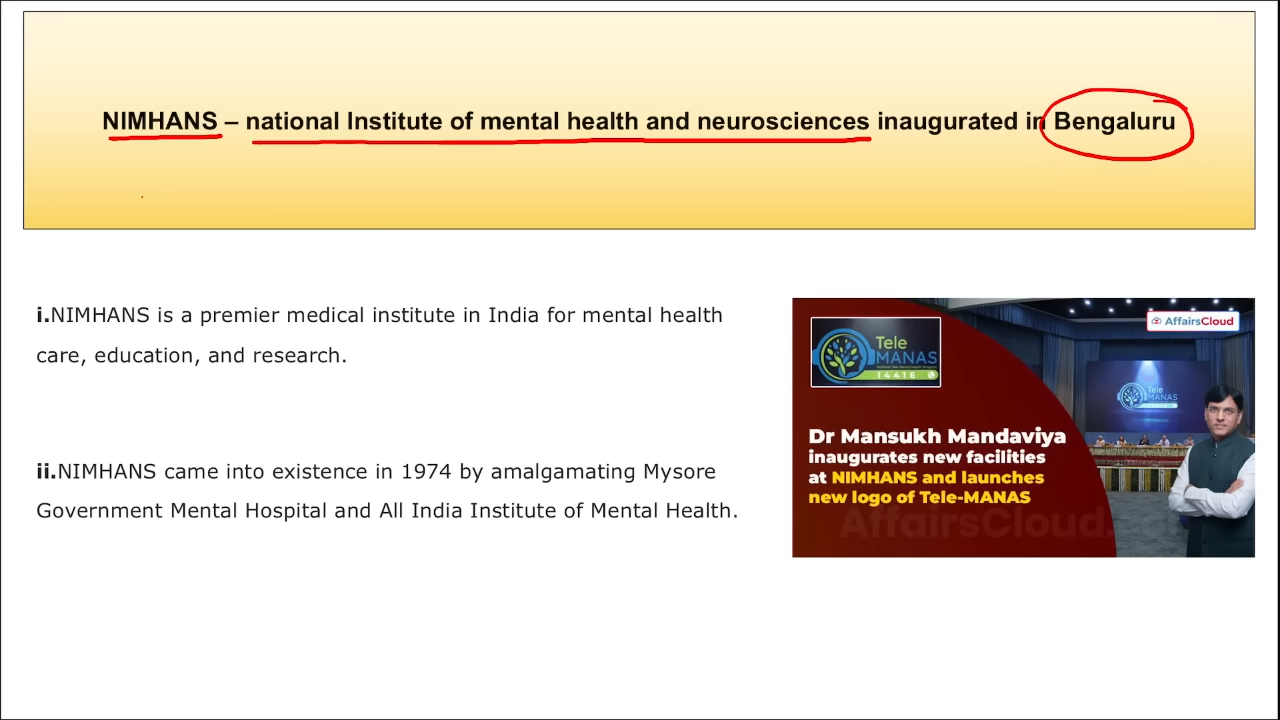 NIMHANS – national Institute of mental health and neurosciences inaugurated in Bengaluru
i.NIMHANS is a premier medical institute in India for mental health
care, education, and research.
ii.NIMHANS came into existence in 1974 by amalgamating Mysore
Government Mental Hospital and All India Institute of Mental Health.
AffairsCloud
Tele
MANAS
14416
Tele
MANAS
Dr Mansukh Mandaviya
inaugurates new facilities
at NIMHANS and launches
new logo of Tele-MANAS
AffairsCloud